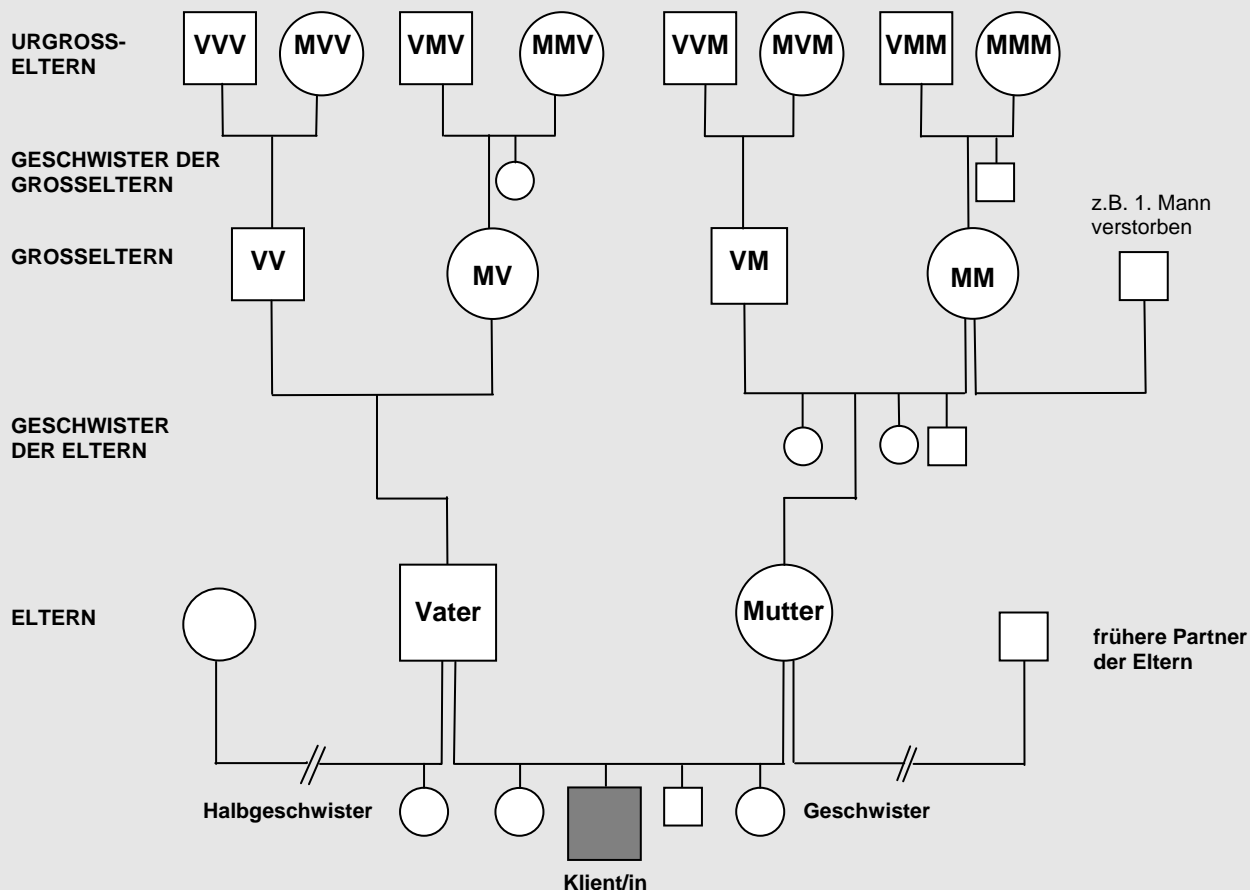 URGROSS-
ELTERN
VVV
MVV
VMV
MMV
VVM
MVM
VMM
MMM
GESCHWISTER DER
GROSSELTERN
GROSSELTERN
VV
MV
VM
MM
z.B. 1. Mann
verstorben
GESCHWISTER
DER ELTERN
ELTERN
Vater
Mutter
frühere Partner
der Eltern
Halbgeschwister
Geschwister
Klient/in